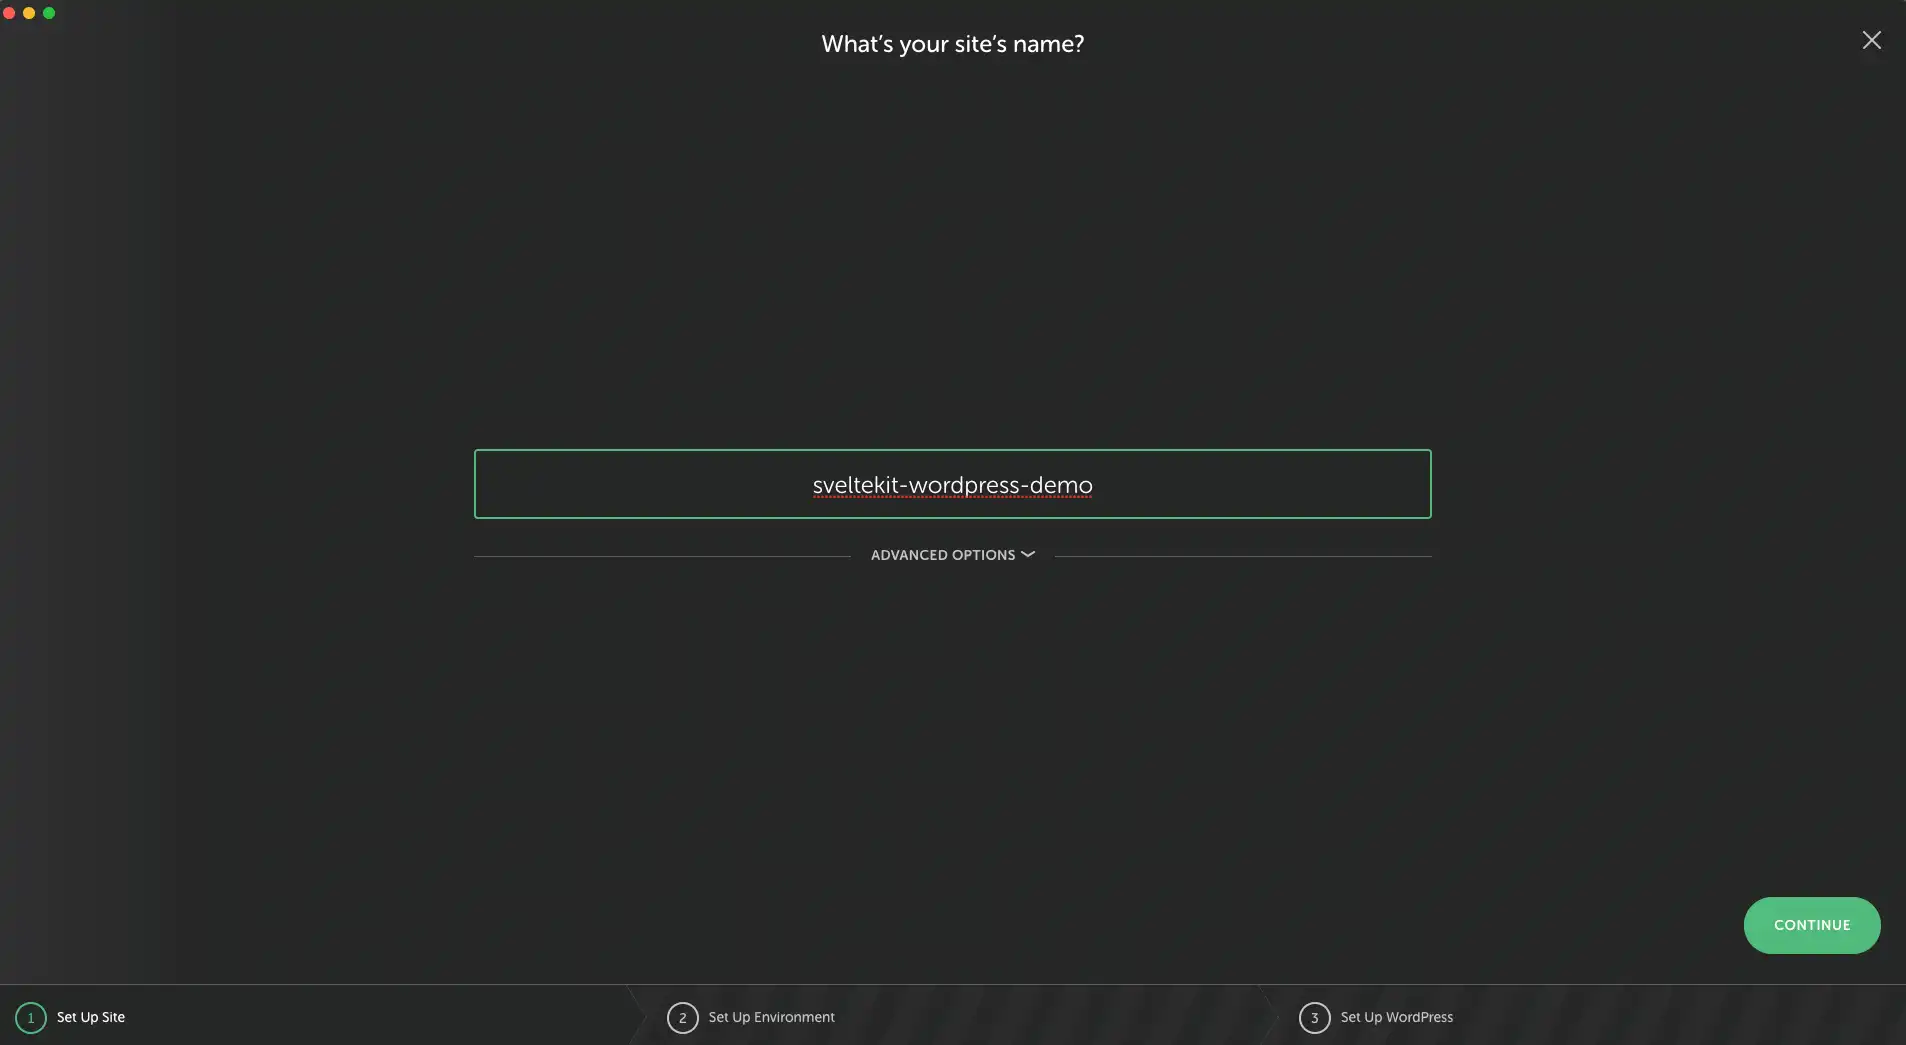 What's your site's name?
sveltekit-wordpress-demo
ADVANCED OPTIONS
CONTINUE
1 Set Up Site
2 Set Up Environment
3 Set Up WordPress